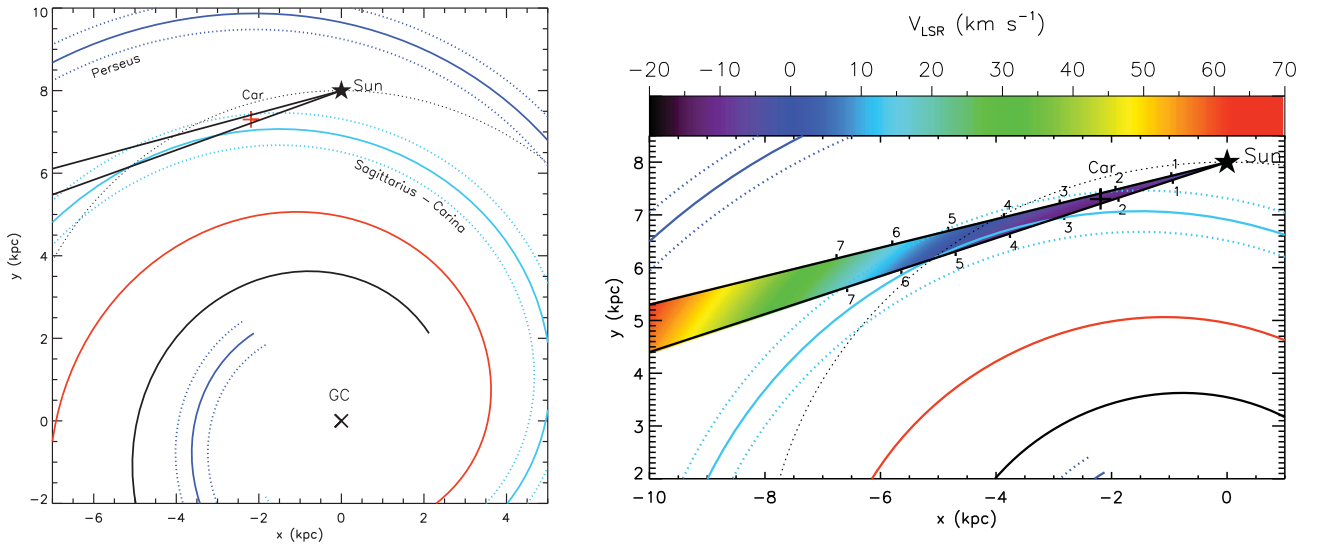 10
8
6
4
2
0
−2
−6
−4
−2
0
2
4
x (kpc)
y (kpc)
Perseus
Car
Sun
Sagittarius − Carina
GC
V_LSR (km s⁻¹)
−20 −10 0 10 20 30 40 50 60 70
8
7
6
5
4
3
2
−10 −8 −6 −4 −2 0
x (kpc)
y (kpc)
Car
Sun
7 6 5 4 3 2 1
7 6 5 4 3 2 1